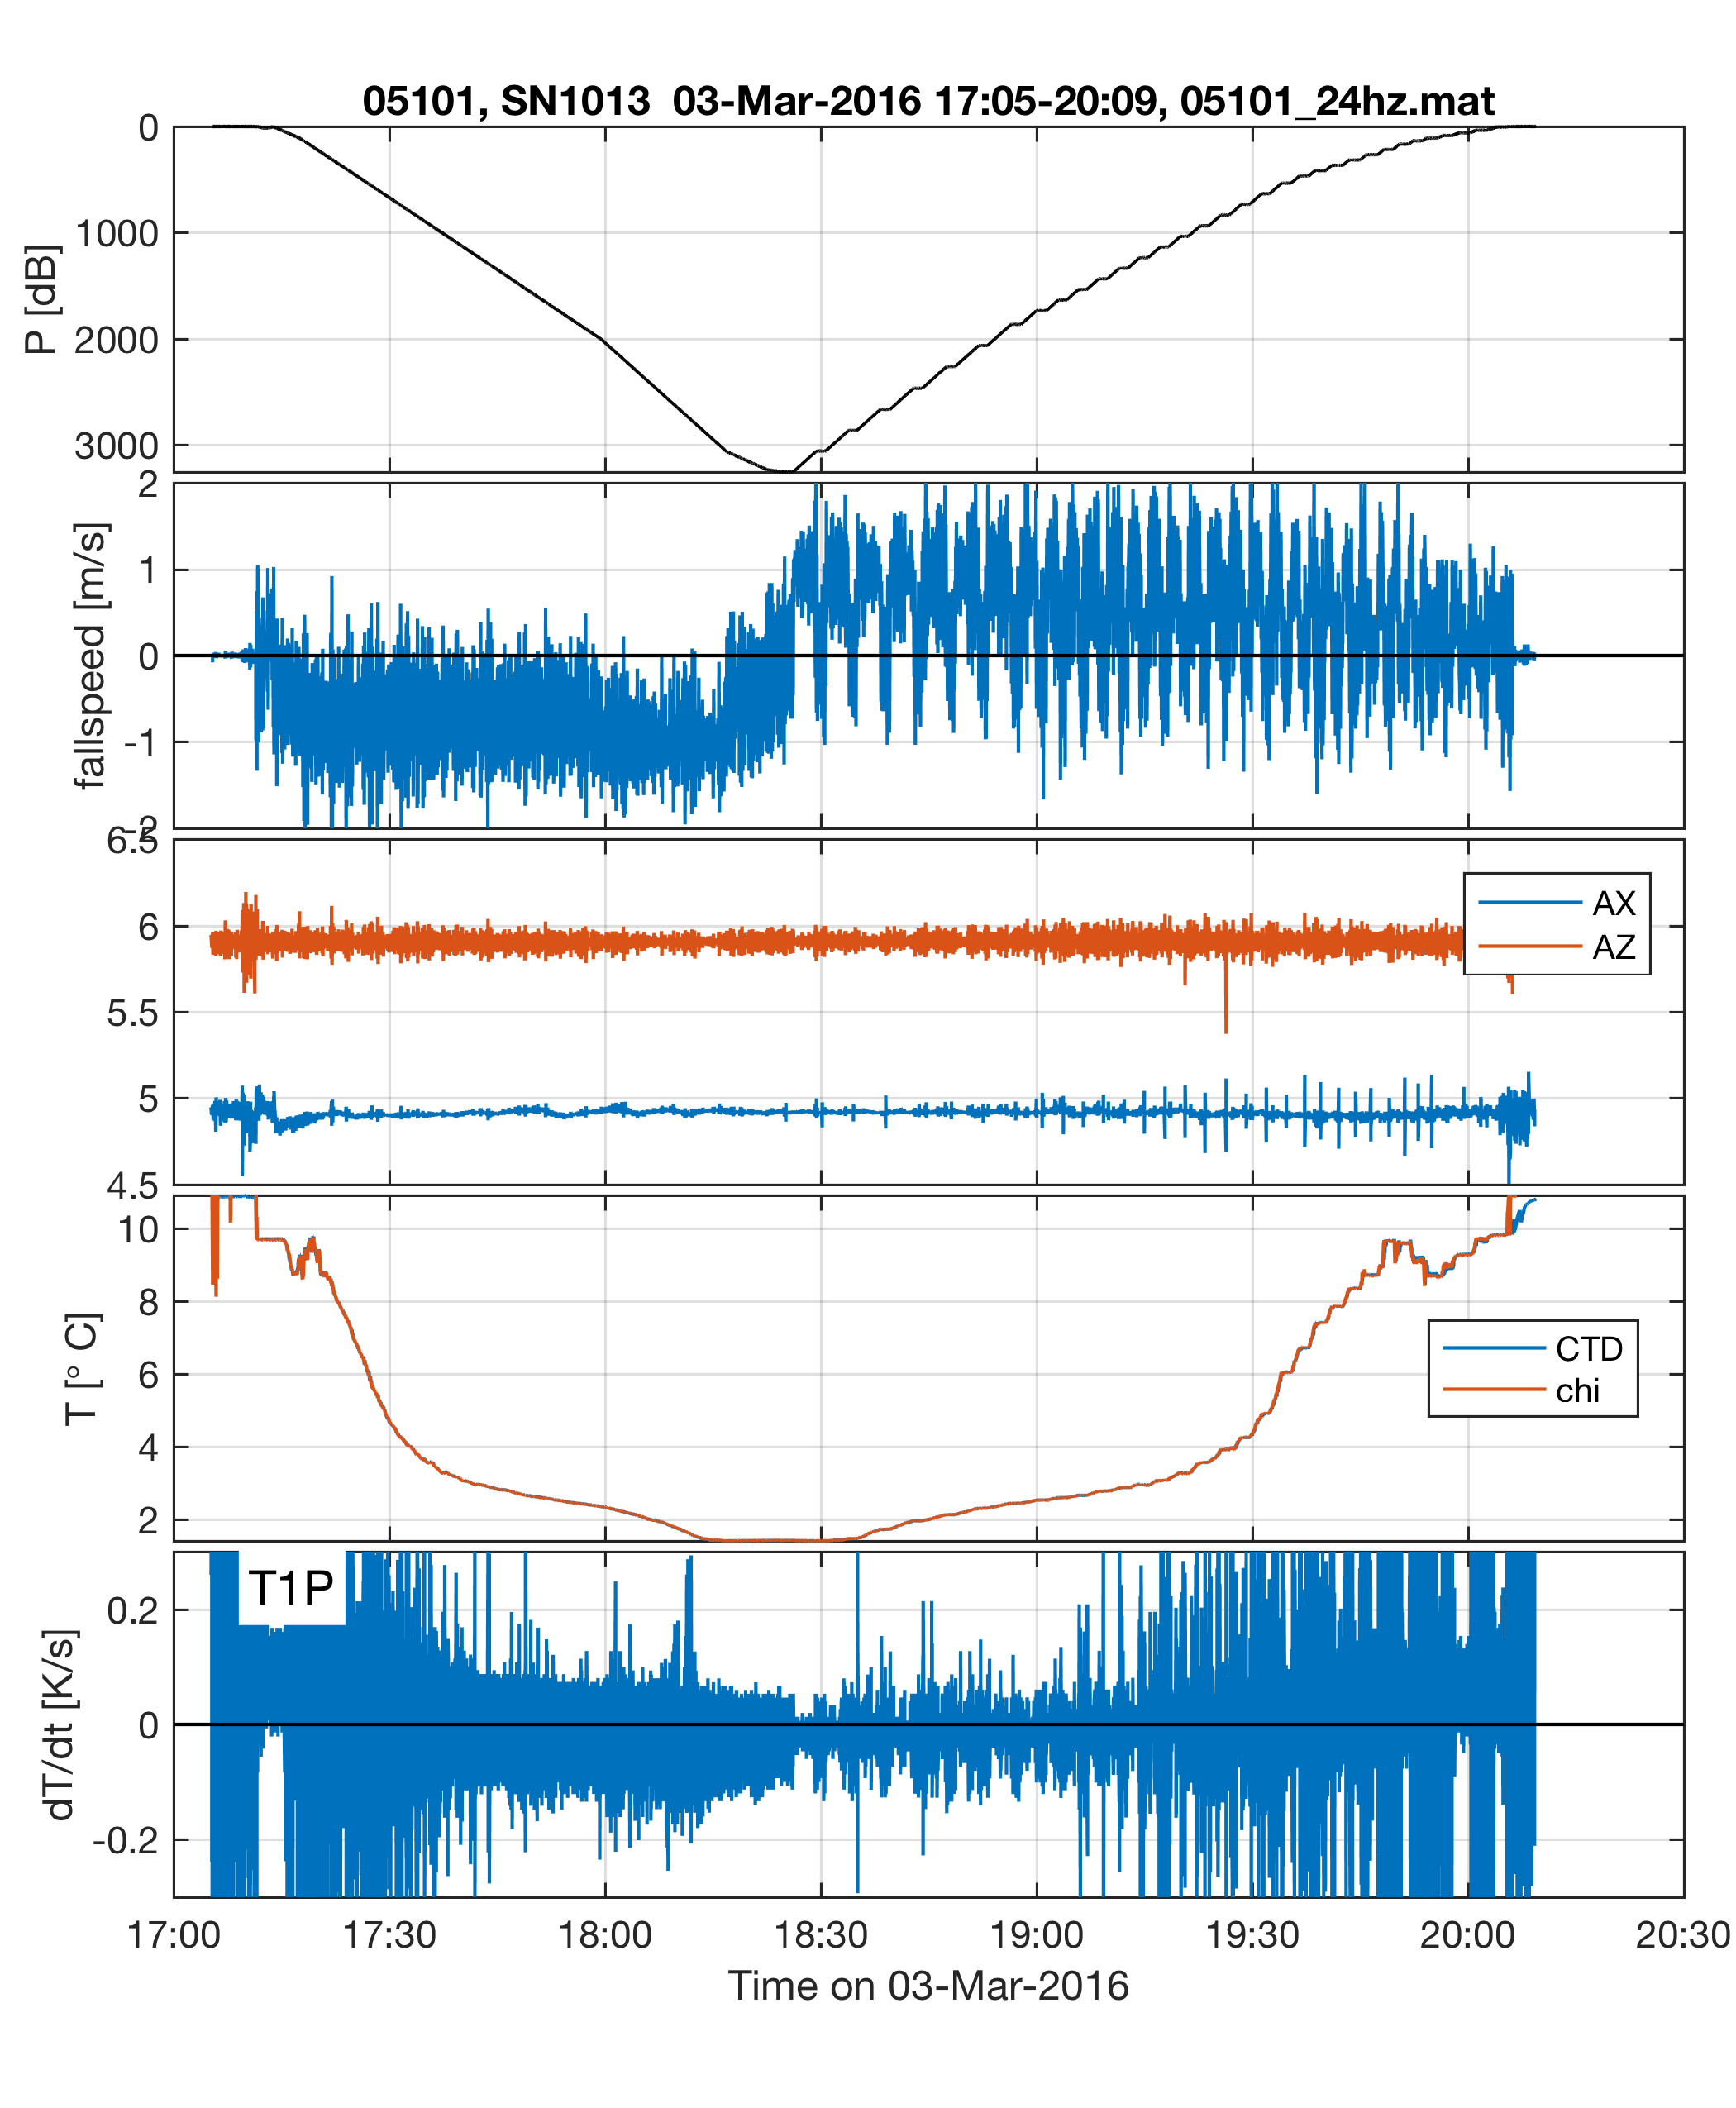 05101, SN1013  03-Mar-2016 17:05-20:09, 05101_24hz.mat
0
1000
2000
3000
P [dB]
2
1
0
-1
-2
fallspeed [m/s]
6.5
6
5.5
5
4.5
AX
AZ
10
8
6
4
2
T [° C]
CTD
chi
T1P
0.2
0
-0.2
dT/dt [K/s]
17:00 17:30 18:00 18:30 19:00 19:30 20:00 20:30
Time on 03-Mar-2016